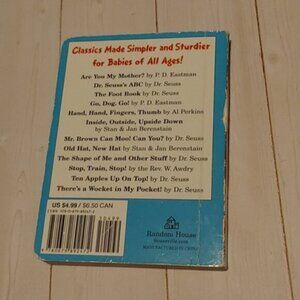 Classics Made Simpler and Sturdier
for Babies of All Ages!
Are You My Mother? by P. D. Eastman
Dr. Seuss's ABC by Dr. Seuss
The Foot Book by Dr. Seuss
Go, Dog. Go! by P. D. Eastman
Hand, Hand, Fingers, Thumb by Al Perkins
Inside, Outside, Upside Down
by Stan & Jan Berenstain
Mr. Brown Can Moo! Can You? by Dr. Seuss
Old Hat, New Hat by Stan & Jan Berenstain
The Shape of Me and Other Stuff by Dr. Seuss
Stop, Train, Stop! by the Rev. W. Awdry
Ten Apples Up On Top! by Dr. Seuss
There's a Wocket in My Pocket! by Dr. Seuss
US $4.99 / $6.50 CAN
50499
Random House
MANUFACTURED IN CHINA